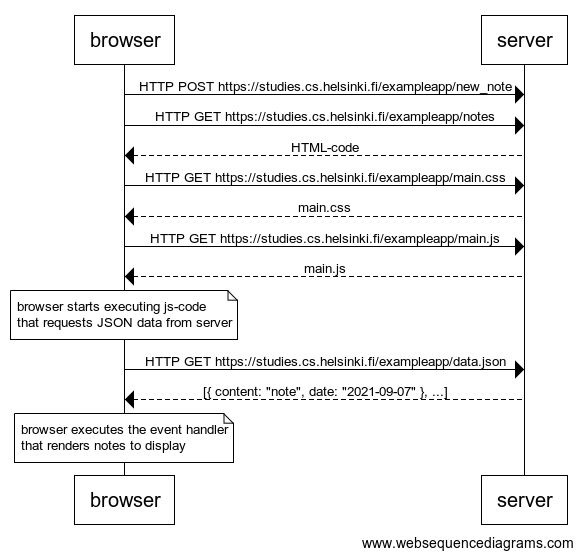 browser
server
HTTP POST https://studies.cs.helsinki.fi/exampleapp/new_note
HTTP GET https://studies.cs.helsinki.fi/exampleapp/notes
HTML-code
HTTP GET https://studies.cs.helsinki.fi/exampleapp/main.css
main.css
HTTP GET https://studies.cs.helsinki.fi/exampleapp/main.js
main.js
browser starts executing js-code
that requests JSON data from server
HTTP GET https://studies.cs.helsinki.fi/exampleapp/data.json
[{ content: "note", date: "2021-09-07" }, ...]
browser executes the event handler
that renders notes to display
browser
server
www.websequencediagrams.com